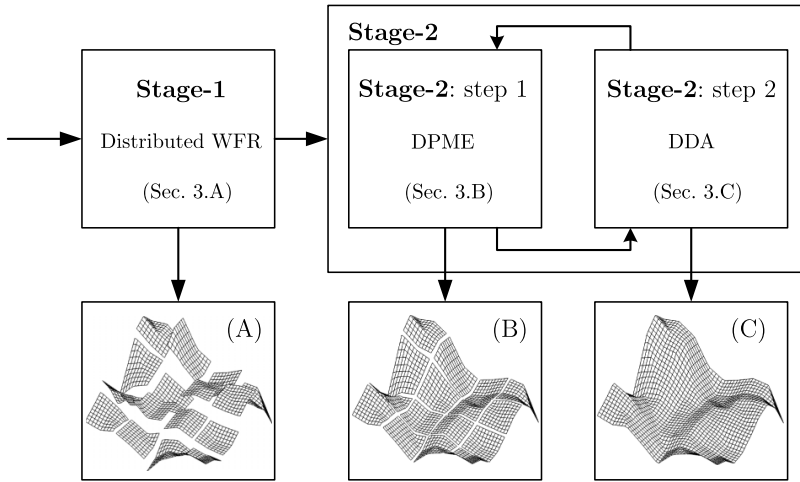 Stage-2
Stage-1
Distributed WFR
(Sec. 3.A)
Stage-2: step 1
DPME
(Sec. 3.B)
Stage-2: step 2
DDA
(Sec. 3.C)
(A)
(B)
(C)